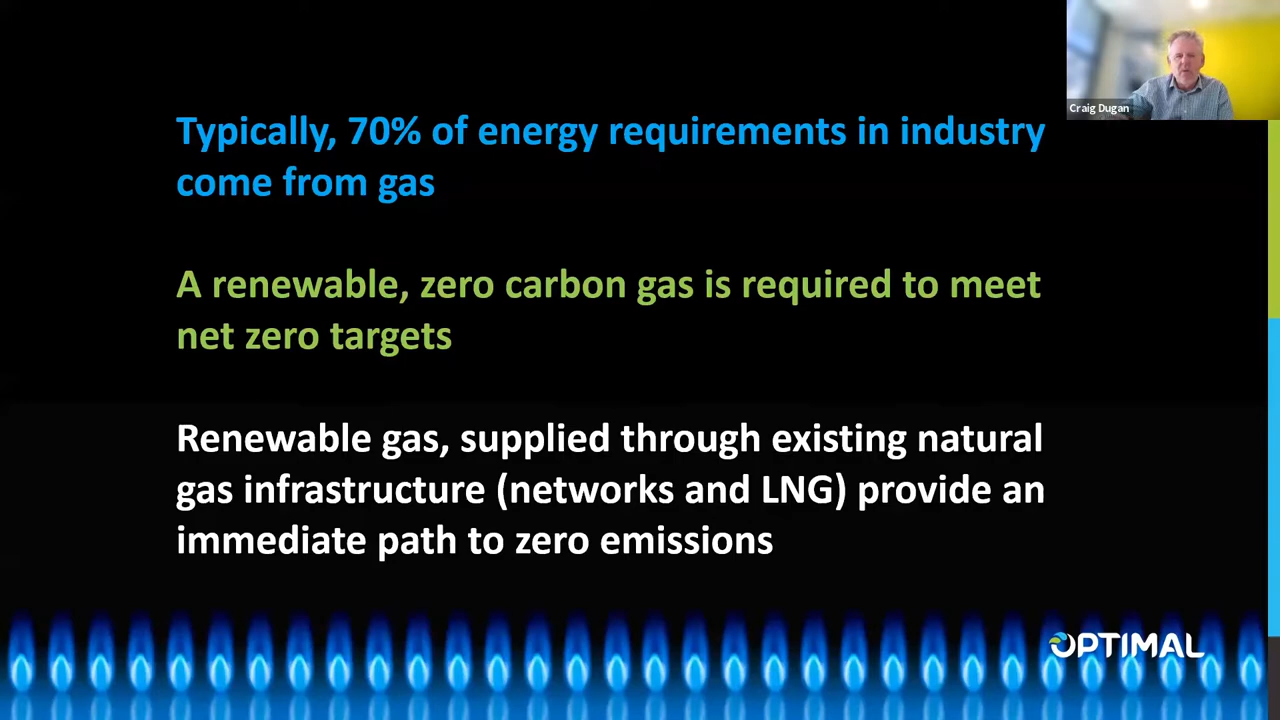 Craig Dugan
Typically, 70% of energy requirements in industry
come from gas
A renewable, zero carbon gas is required to meet
net zero targets
Renewable gas, supplied through existing natural
gas infrastructure (networks and LNG) provide an
immediate path to zero emissions
OPTIMAL